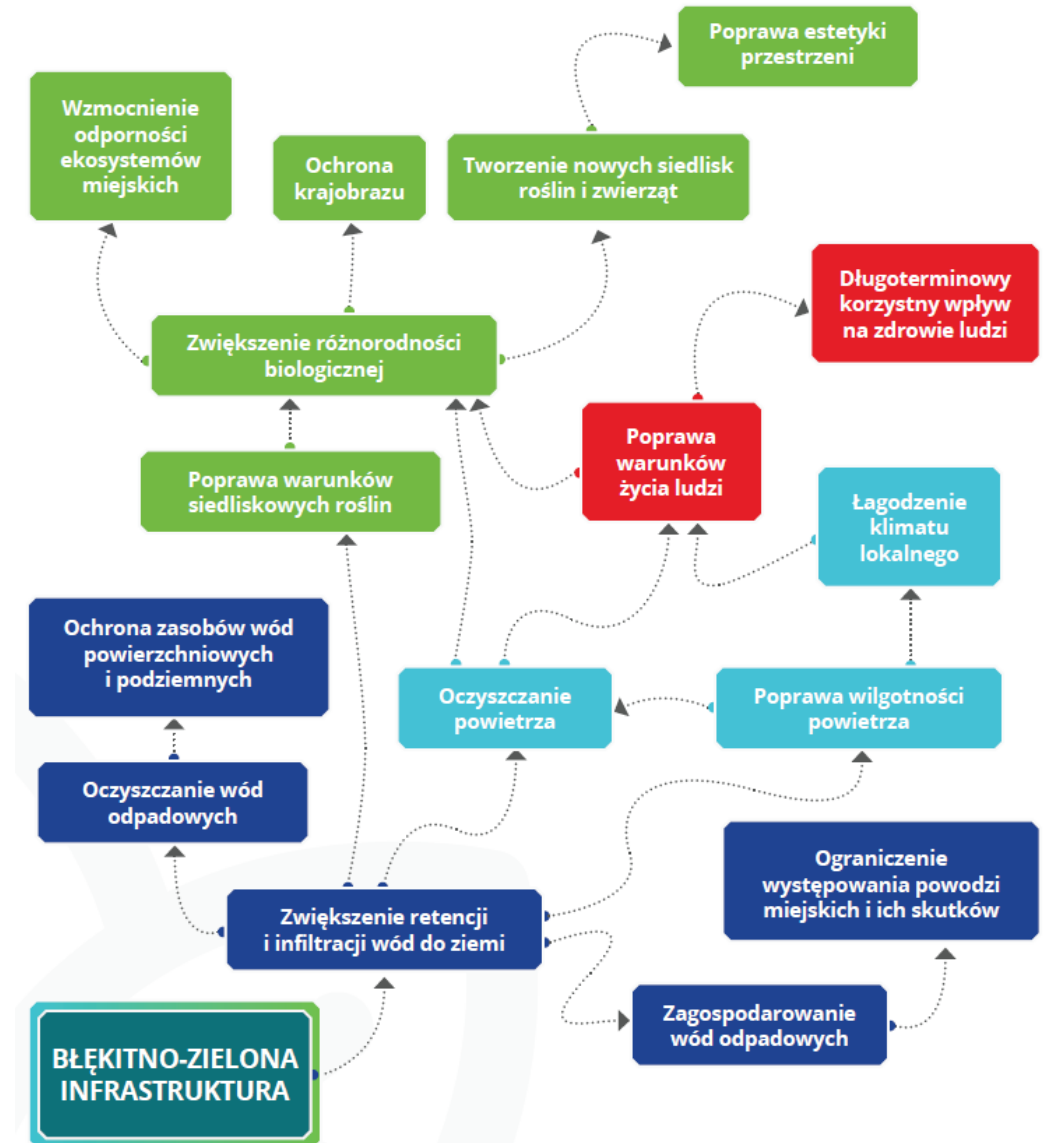 Poprawa estetyki
przestrzeni
Wzmocnienie
odporności
ekosystemów
miejskich
Ochrona
krajobrazu
Tworzenie nowych siedlisk
roślin i zwierząt
Długoterminowy
korzystny wpływ
na zdrowie ludzi
Zwiększenie różnorodności
biologicznej
Poprawa
warunków
życia ludzi
Poprawa warunków
siedliskowych roślin
Łagodzenie
klimatu
lokalnego
Ochrona zasobów wód
powierzchniowych
i podziemnych
Oczyszczanie
powietrza
Poprawa wilgotności
powietrza
Oczyszczanie wód
odpadowych
Ograniczenie
występowania powodzi
miejskich i ich skutków
Zwiększenie retencji
i infiltracji wód do ziemi
Zagospodarowanie
wód odpadowych
BŁĘKITNO-ZIELONA
INFRASTRUKTURA